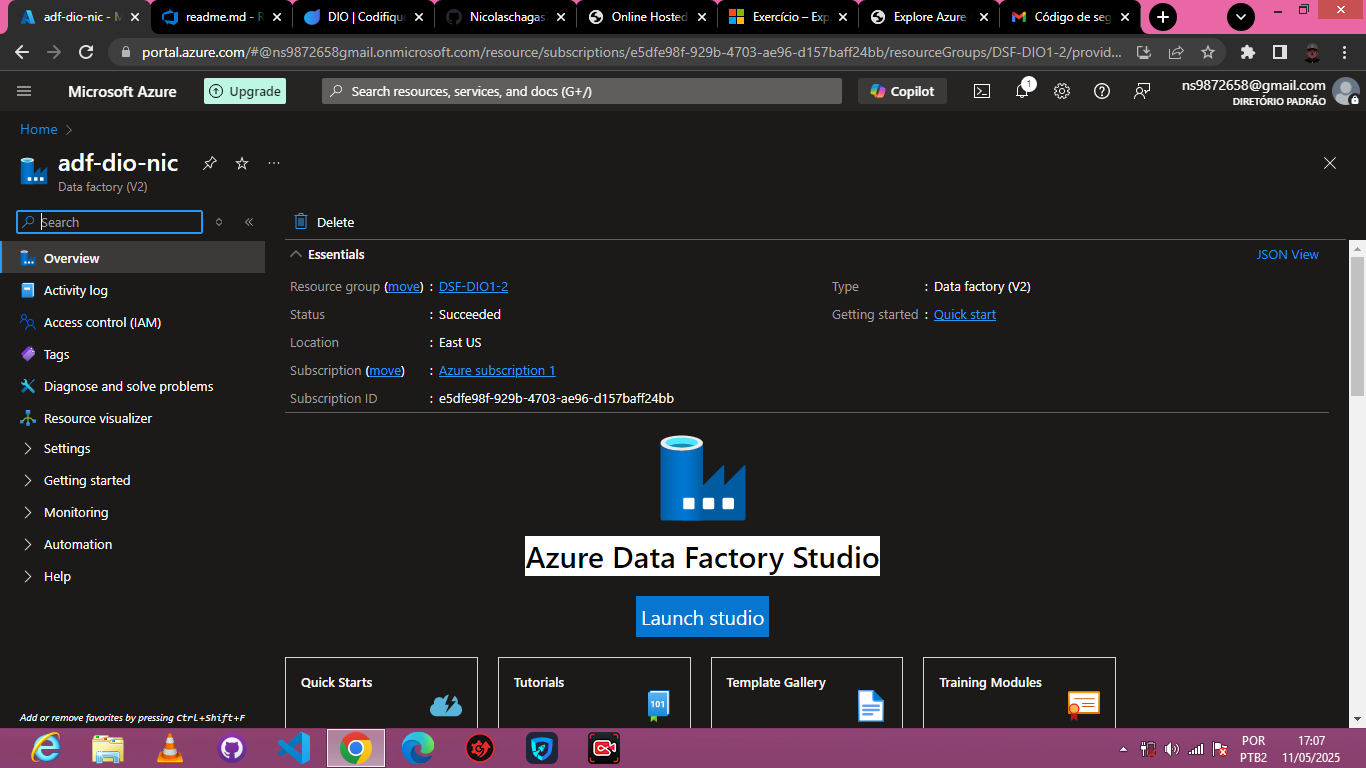 adf-dio-nic - M
readme.md - R
DIO | Codifiqu
Nicolaschagas
Online Hosted
Exercício – Exp
Explore Azure
Código de seg
portal.azure.com/#@ns9872658gmail.onmicrosoft.com/resource/subscriptions/e5dfe98f-929b-4703-ae96-d157baff24bb/resourceGroups/DSF-DIO1-2/provid...
Microsoft Azure
Upgrade
Search resources, services, and docs (G+/)
Copilot
1
ns9872658@gmail.com
DIRETÓRIO PADRÃO
Home
adf-dio-nic
Data factory (V2)
Search
Delete
Overview
Activity log
Access control (IAM)
Tags
Diagnose and solve problems
Resource visualizer
Settings
Getting started
Monitoring
Automation
Help
Add or remove favorites by pressing Ctrl+Shift+F
Essentials
JSON View
Resource group (move) : DSF-DIO1-2
Status : Succeeded
Location : East US
Subscription (move) : Azure subscription 1
Subscription ID : e5dfe98f-929b-4703-ae96-d157baff24bb
Type : Data factory (V2)
Getting started : Quick start
Azure Data Factory Studio
Launch studio
Quick Starts
Tutorials
101
Template Gallery
Training Modules
POR
PTB2
17:07
11/05/2025